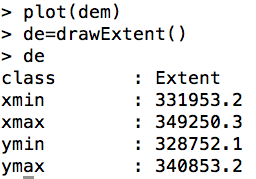 > plot(dem)
> de=drawExtent()
> de
class       : Extent
xmin        : 331953.2
xmax        : 349250.3
ymin        : 328752.1
ymax        : 340853.2